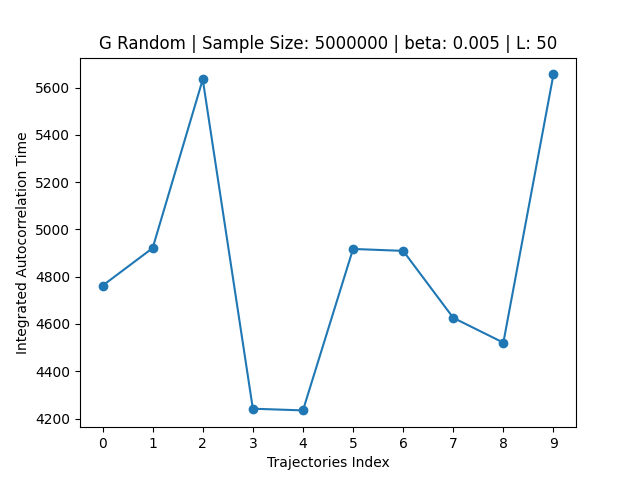 G Random | Sample Size: 5000000 | beta: 0.005 | L: 50
5600
5400
5200
5000
4800
4600
4400
4200
Integrated Autocorrelation Time
0 1 2 3 4 5 6 7 8 9
Trajectories Index